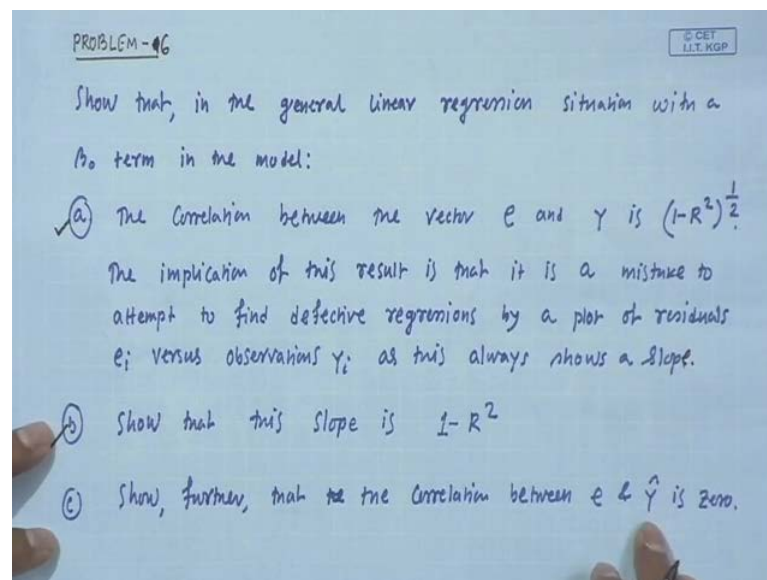 PROBLEM-16
© CET
I.I.T. KGP
Show that, in the general linear regression situation with a
β₀ term in the model:
(a) The Correlation between the vector e and Y is (1-R²)^½.
The implication of this result is that it is a mistake to
attempt to find defective regressions by a plot of residuals
eᵢ versus observations Yᵢ as this always shows a slope.
(b) Show that this slope is 1-R²
(c) Show, further, that the correlation between e & Ŷ is zero.